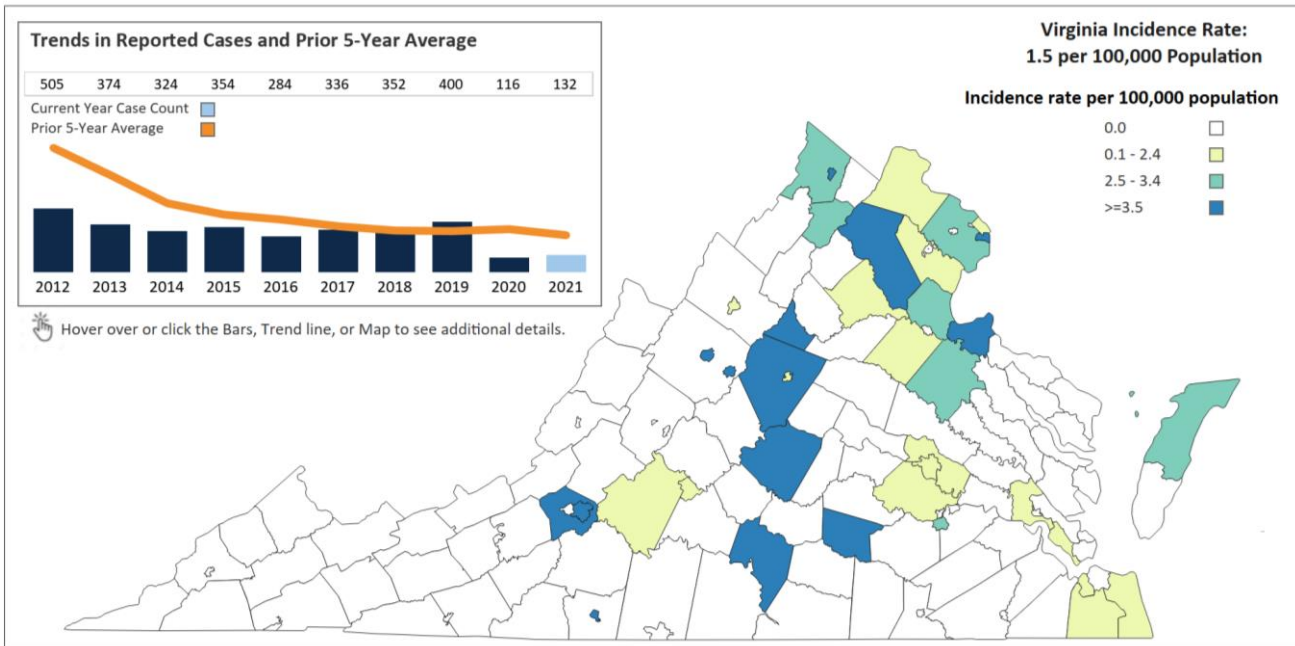 Trends in Reported Cases and Prior 5-Year Average
505 374 324 354 284 336 352 400 116 132
Current Year Case Count
Prior 5-Year Average
2012 2013 2014 2015 2016 2017 2018 2019 2020 2021
Hover over or click the Bars, Trend line, or Map to see additional details.
Virginia Incidence Rate:
1.5 per 100,000 Population
Incidence rate per 100,000 population
0.0
0.1 - 2.4
2.5 - 3.4
>=3.5